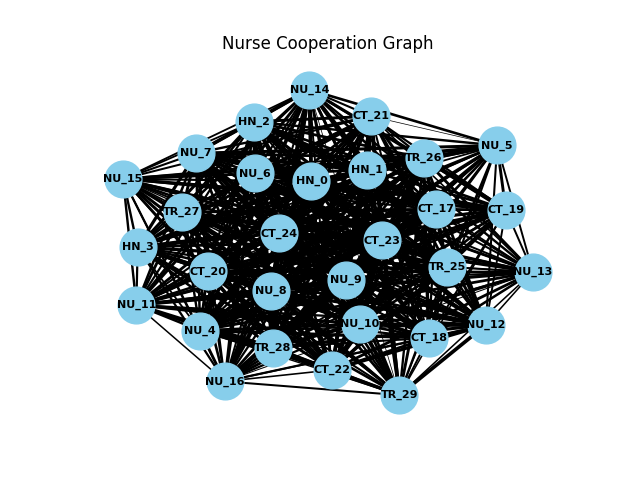 Nurse Cooperation Graph
NU_14
CT_21
HN_2
NU_5
NU_7
TR_26
HN_1
NU_6
NU_15
HN_0
CT_17
CT_19
TR_27
CT_24
CT_23
HN_3
TR_25
CT_20
NU_13
NU_9
NU_8
NU_11
NU_10
NU_12
NU_4
CT_18
TR_28
CT_22
NU_16
TR_29